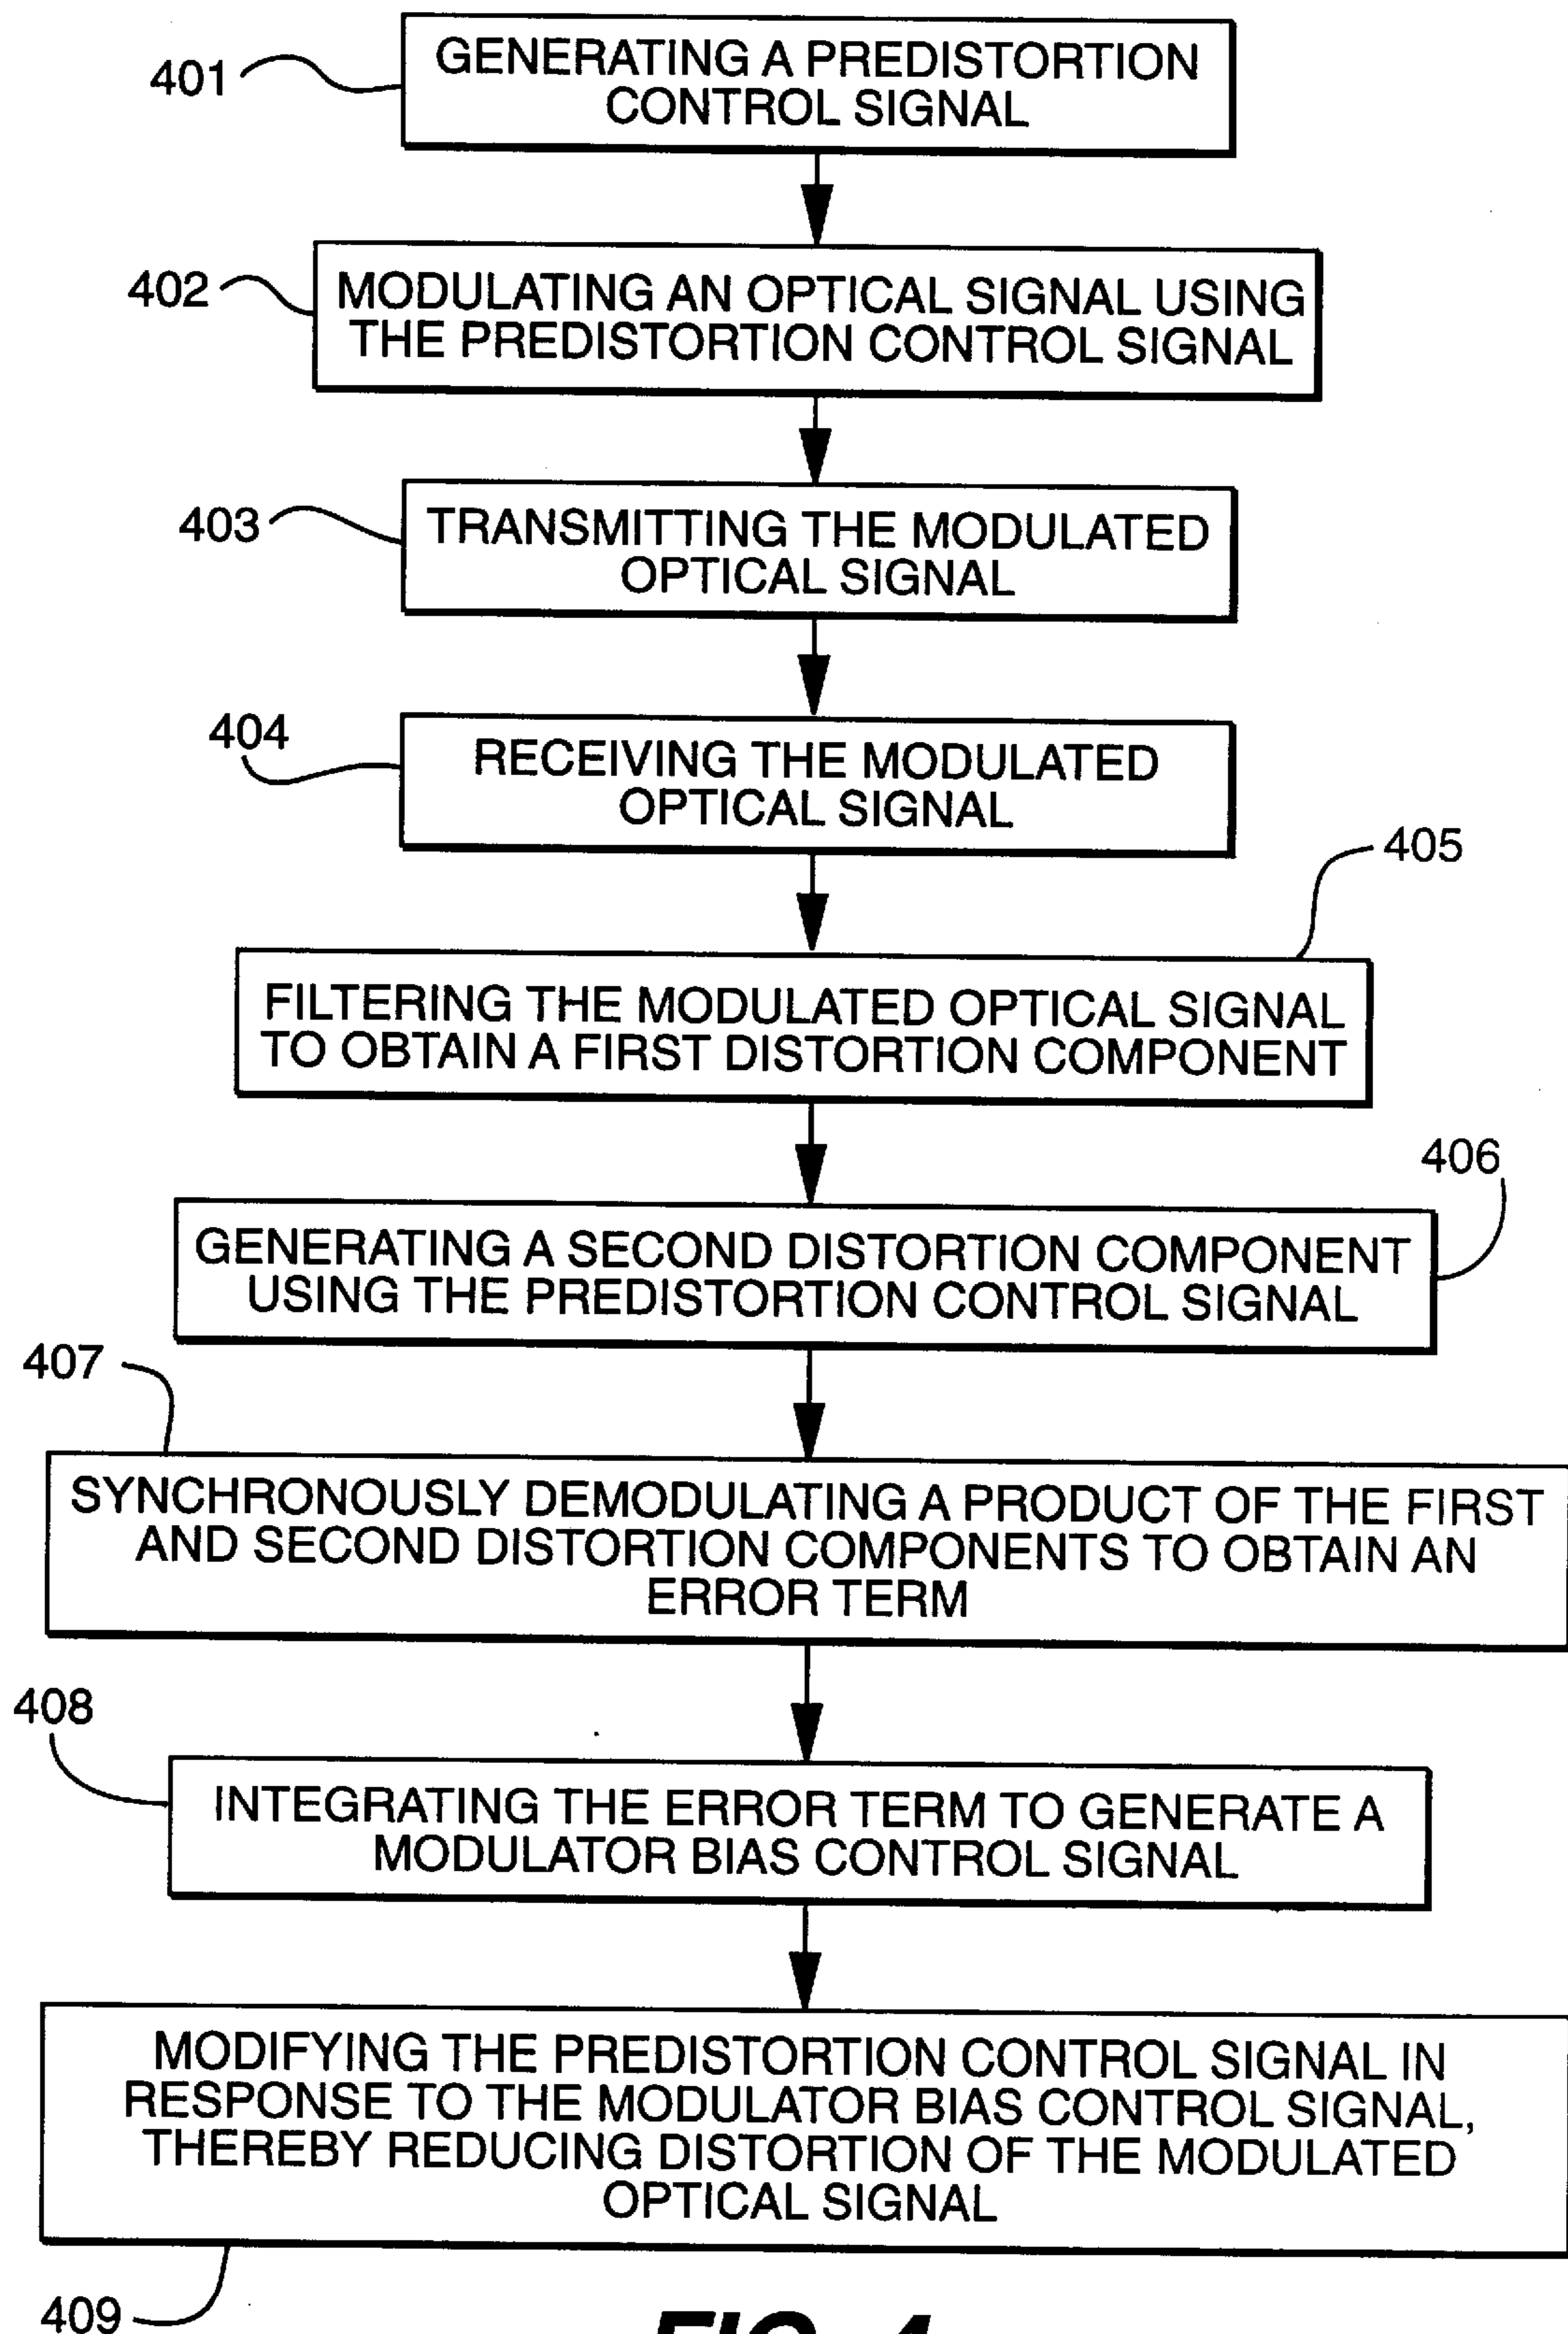 401
GENERATING A PREDISTORTION
CONTROL SIGNAL
402
MODULATING AN OPTICAL SIGNAL USING
THE PREDISTORTION CONTROL SIGNAL
403
TRANSMITTING THE MODULATED
OPTICAL SIGNAL
404
RECEIVING THE MODULATED
OPTICAL SIGNAL
405
FILTERING THE MODULATED OPTICAL SIGNAL
TO OBTAIN A FIRST DISTORTION COMPONENT
406
GENERATING A SECOND DISTORTION COMPONENT
USING THE PREDISTORTION CONTROL SIGNAL
407
SYNCHRONOUSLY DEMODULATING A PRODUCT OF THE FIRST
AND SECOND DISTORTION COMPONENTS TO OBTAIN AN
ERROR TERM
408
INTEGRATING THE ERROR TERM TO GENERATE A
MODULATOR BIAS CONTROL SIGNAL
MODIFYING THE PREDISTORTION CONTROL SIGNAL IN
RESPONSE TO THE MODULATOR BIAS CONTROL SIGNAL,
THEREBY REDUCING DISTORTION OF THE MODULATED
OPTICAL SIGNAL
409